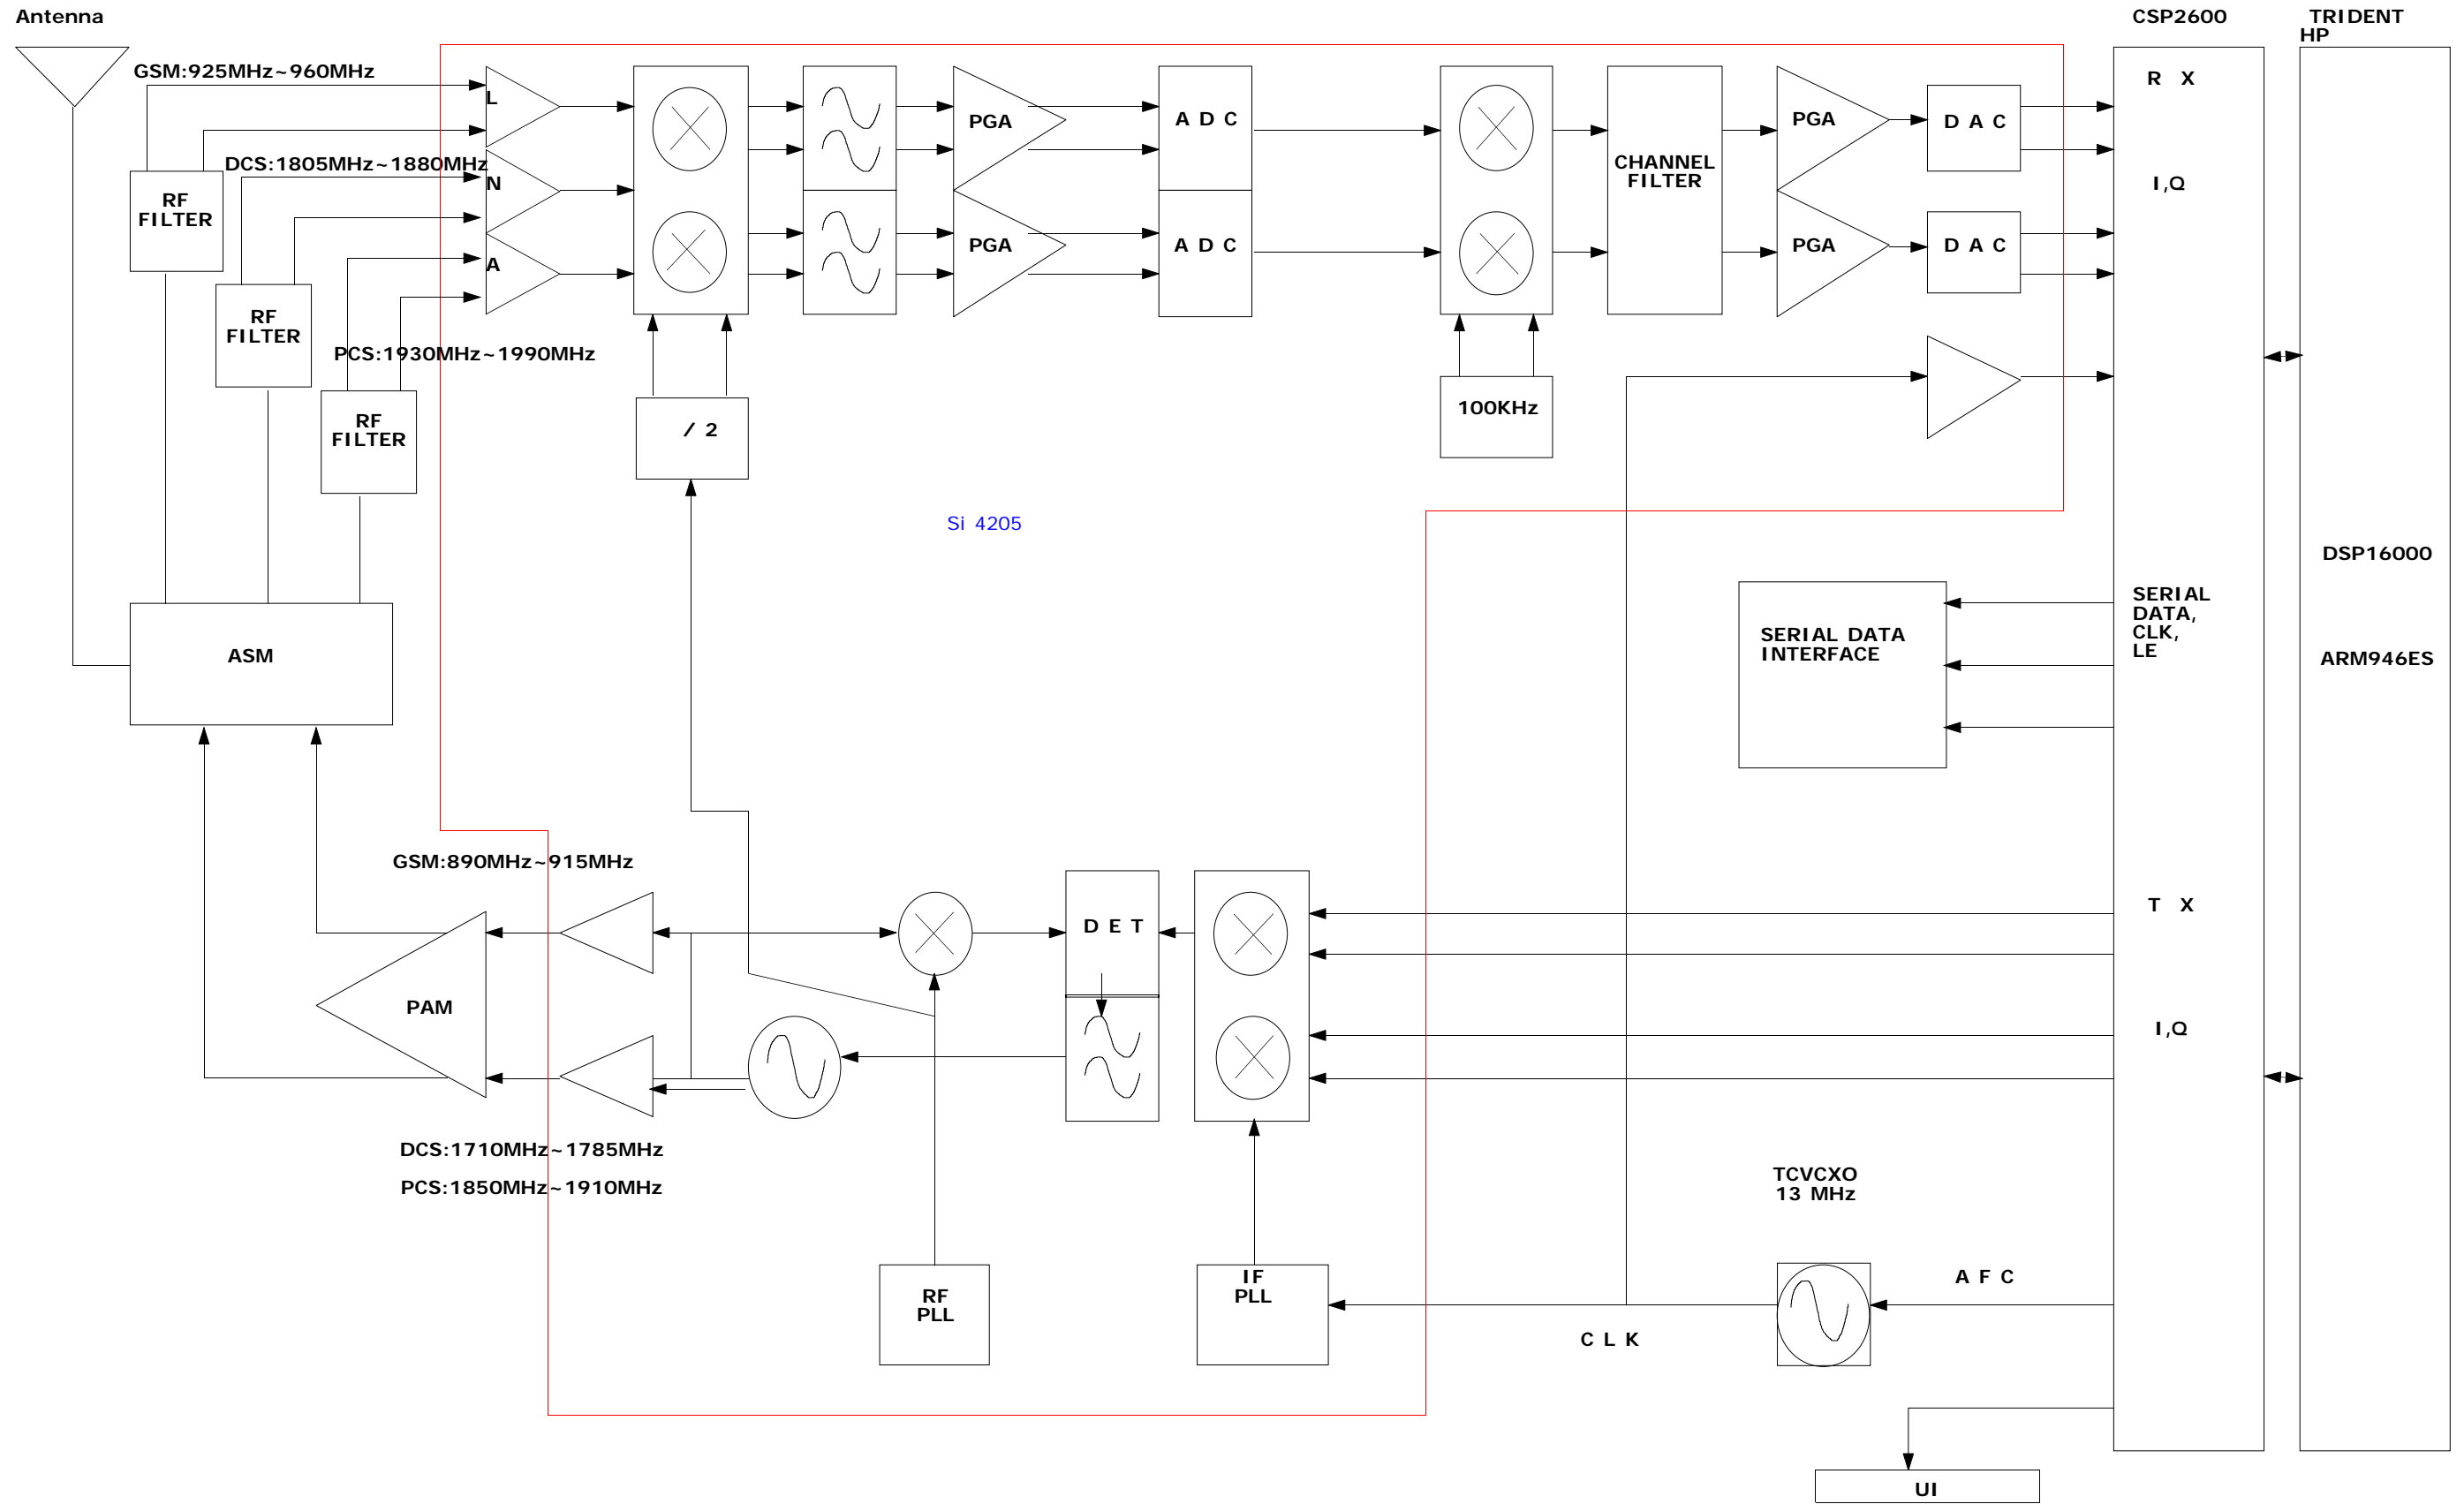 Antenna
CSP2600
TRIDENT
HP
GSM:925MHz~960MHz
R X
L
PGA
A D C
PGA
D A C
DCS:1805MHz~1880MHz
CHANNEL
FILTER
N
I,Q
RF
FILTER
A
PGA
A D C
PGA
D A C
RF
FILTER
PCS:1930MHz~1990MHz
100KHz
RF
FILTER
/ 2
Si 4205
DSP16000
SERIAL
DATA,
CLK,
LE
SERIAL DATA
INTERFACE
ASM
ARM946ES
GSM:890MHz~915MHz
T X
D E T
PAM
I,Q
DCS:1710MHz~1785MHz
PCS:1850MHz~1910MHz
TCVCXO
13 MHz
RF
PLL
IF
PLL
A F C
C L K
UI